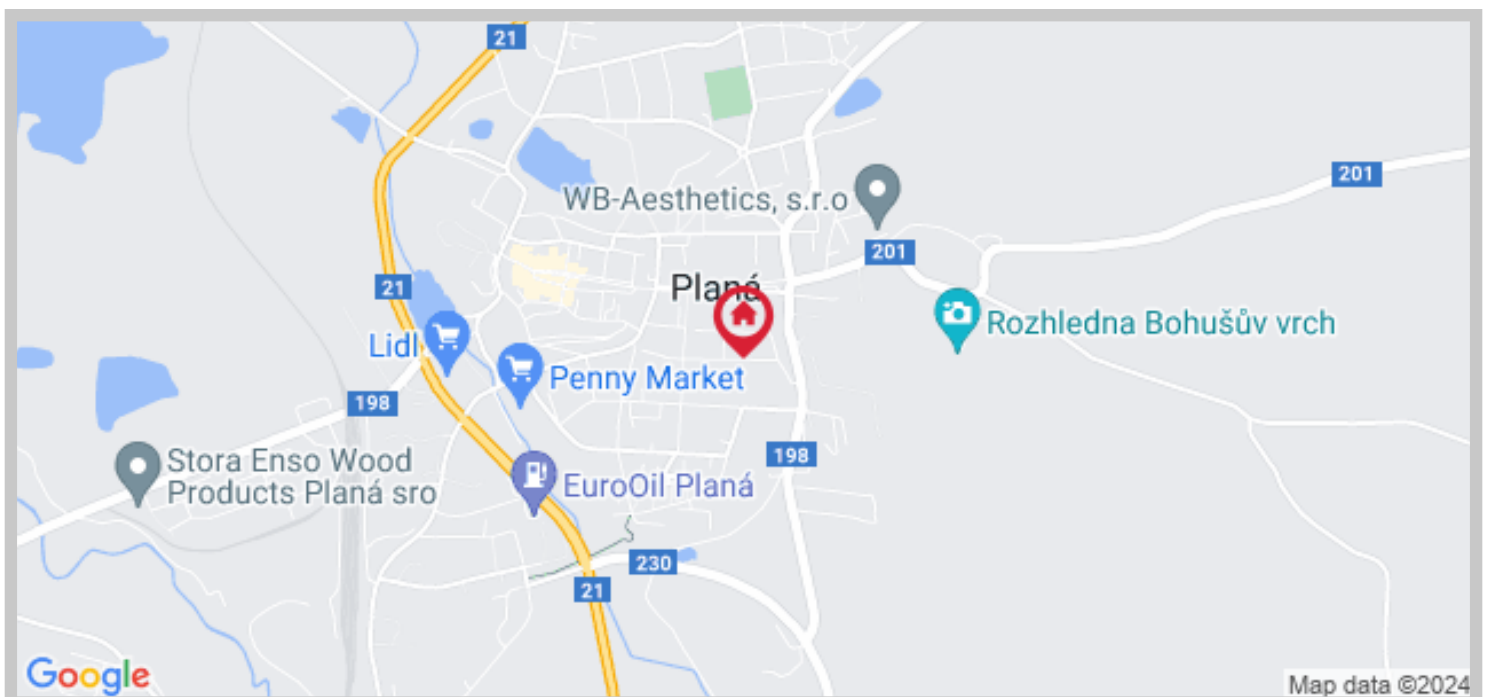 21
201
WB-Aesthetics, s.r.o
201
Planá
21
Rozhledna Bohušův vrch
Lidl
Penny Market
198
198
Stora Enso Wood
Products Planá sro
EuroOil Planá
230
21
Google
Map data ©2024